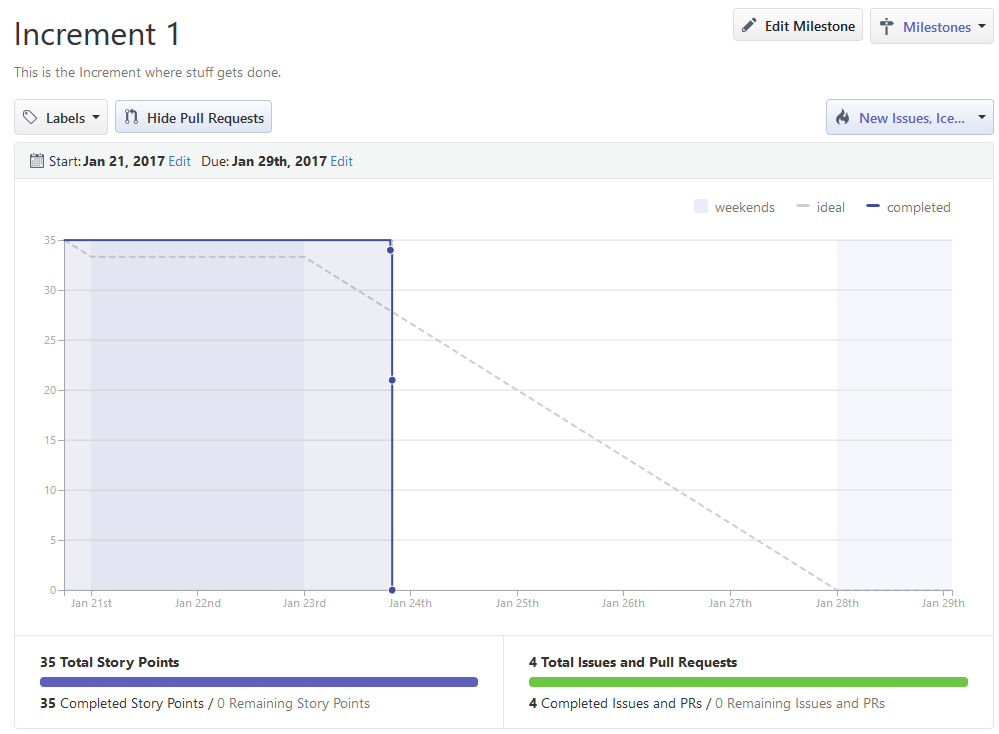 Increment 1
Edit Milestone
Milestones
This is the Increment where stuff gets done.
Labels
Hide Pull Requests
New Issues, Ice...
Start: Jan 21, 2017 Edit Due: Jan 29th, 2017 Edit
weekends ideal completed
35
30
25
20
15
10
5
0
Jan 21st Jan 22nd Jan 23rd Jan 24th Jan 25th Jan 26th Jan 27th Jan 28th Jan 29th
35 Total Story Points
35 Completed Story Points / 0 Remaining Story Points
4 Total Issues and Pull Requests
4 Completed Issues and PRs / 0 Remaining Issues and PRs